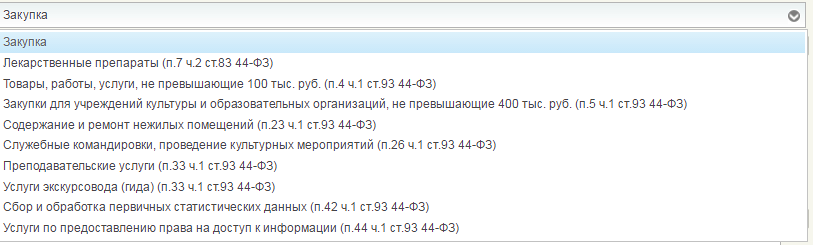 Закупка
Закупка
Лекарственные препараты (п.7 ч.2 ст.83 44-ФЗ)
Товары, работы, услуги, не превышающие 100 тыс. руб. (п.4 ч.1 ст.93 44-ФЗ)
Закупки для учреждений культуры и образовательных организаций, не превышающие 400 тыс. руб. (п.5 ч.1 ст.93 44-ФЗ)
Содержание и ремонт нежилых помещений (п.23 ч.1 ст.93 44-ФЗ)
Служебные командировки, проведение культурных мероприятий (п.26 ч.1 ст.93 44-ФЗ)
Преподавательские услуги (п.33 ч.1 ст.93 44-ФЗ)
Услуги экскурсовода (гида) (п.33 ч.1 ст.93 44-ФЗ)
Сбор и обработка первичных статистических данных (п.42 ч.1 ст.93 44-ФЗ)
Услуги по предоставлению права на доступ к информации (п.44 ч.1 ст.93 44-ФЗ)